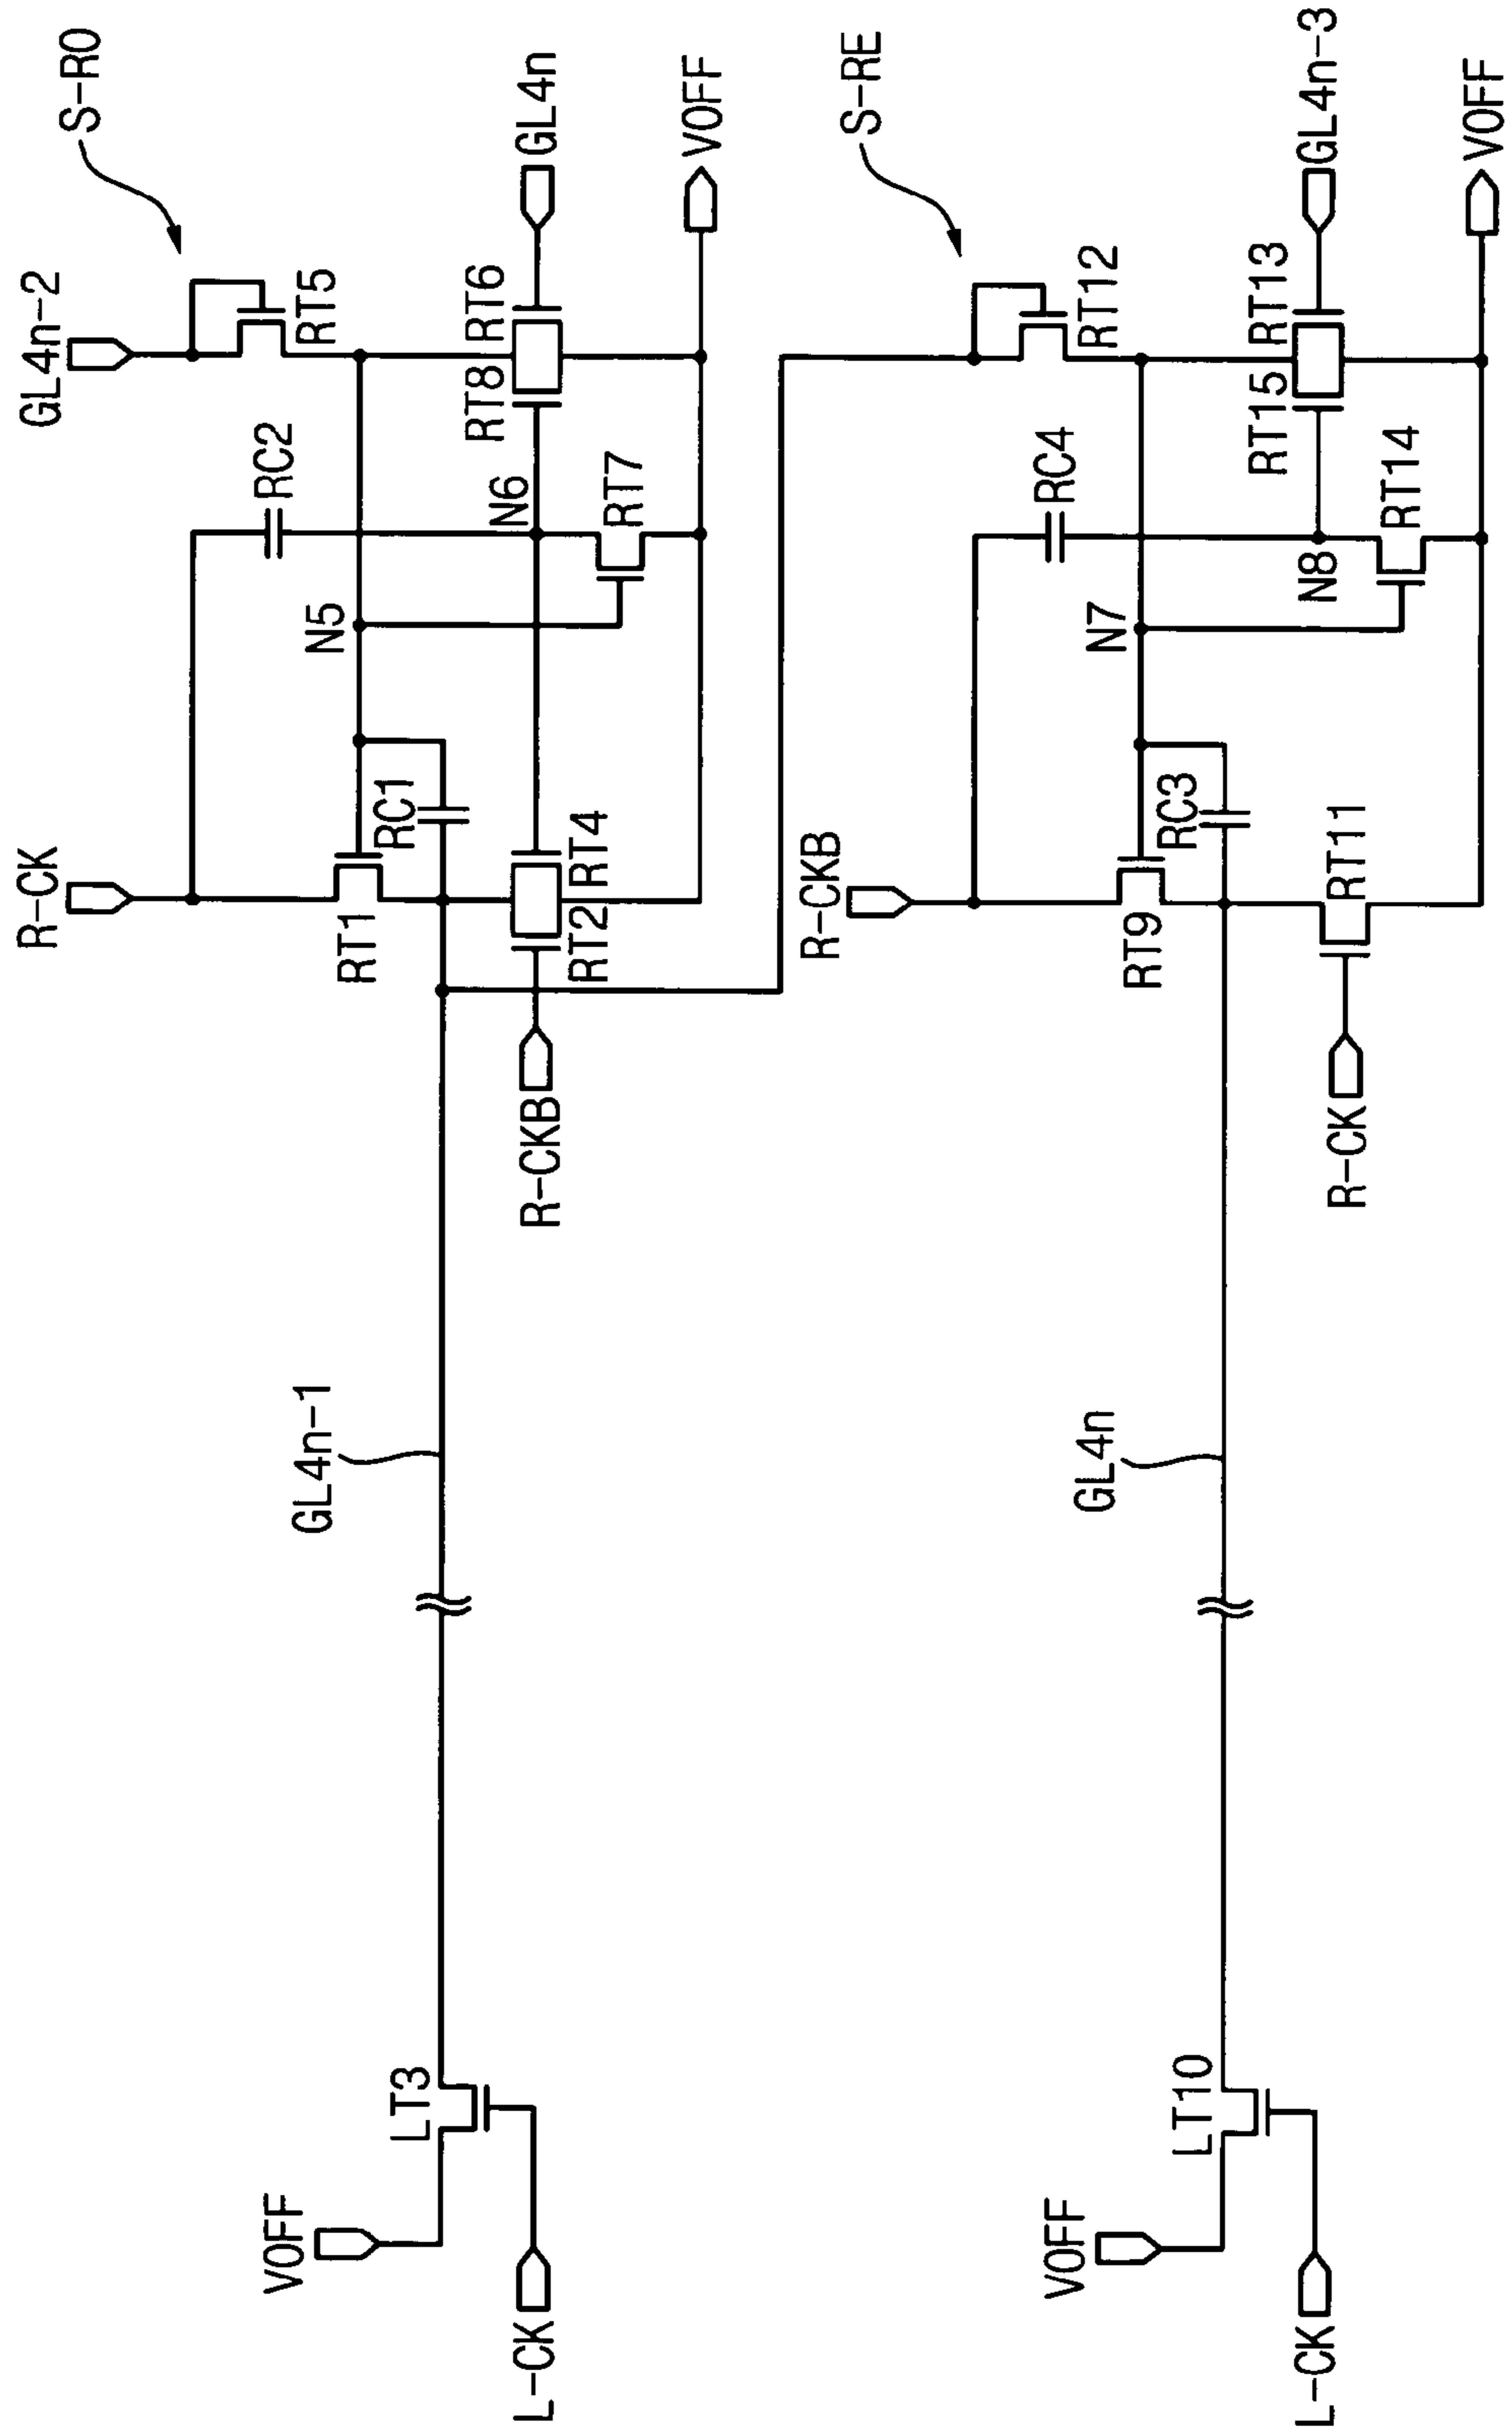 R-CK
GL4n-2
S-RO
RC2
RT5
N5
RT1
RC1
GL4n-1
LT3
VOFF
L-CK
RT8
RT6
GL4n
N6
RT2
RT4
RT7
R-CKB
VOFF
R-CKB
S-RE
RC4
RT12
N7
RT9
RC3
GL4n
LT10
VOFF
L-CK
RT15
RT13
GL4n-3
N8
RT11
RT14
R-CK
VOFF